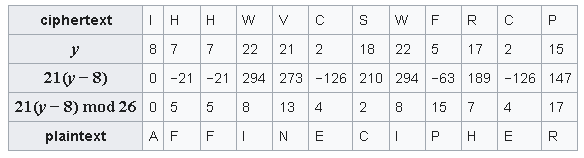 ciphertext I H H W V C S W F R C P
y 8 7 7 22 21 2 18 22 5 17 2 15
21(y − 8) 0 −21 −21 294 273 −126 210 294 −63 189 −126 147
21(y − 8) mod 26 0 5 5 8 13 4 2 8 15 7 4 17
plaintext A F F I N E C I P H E R